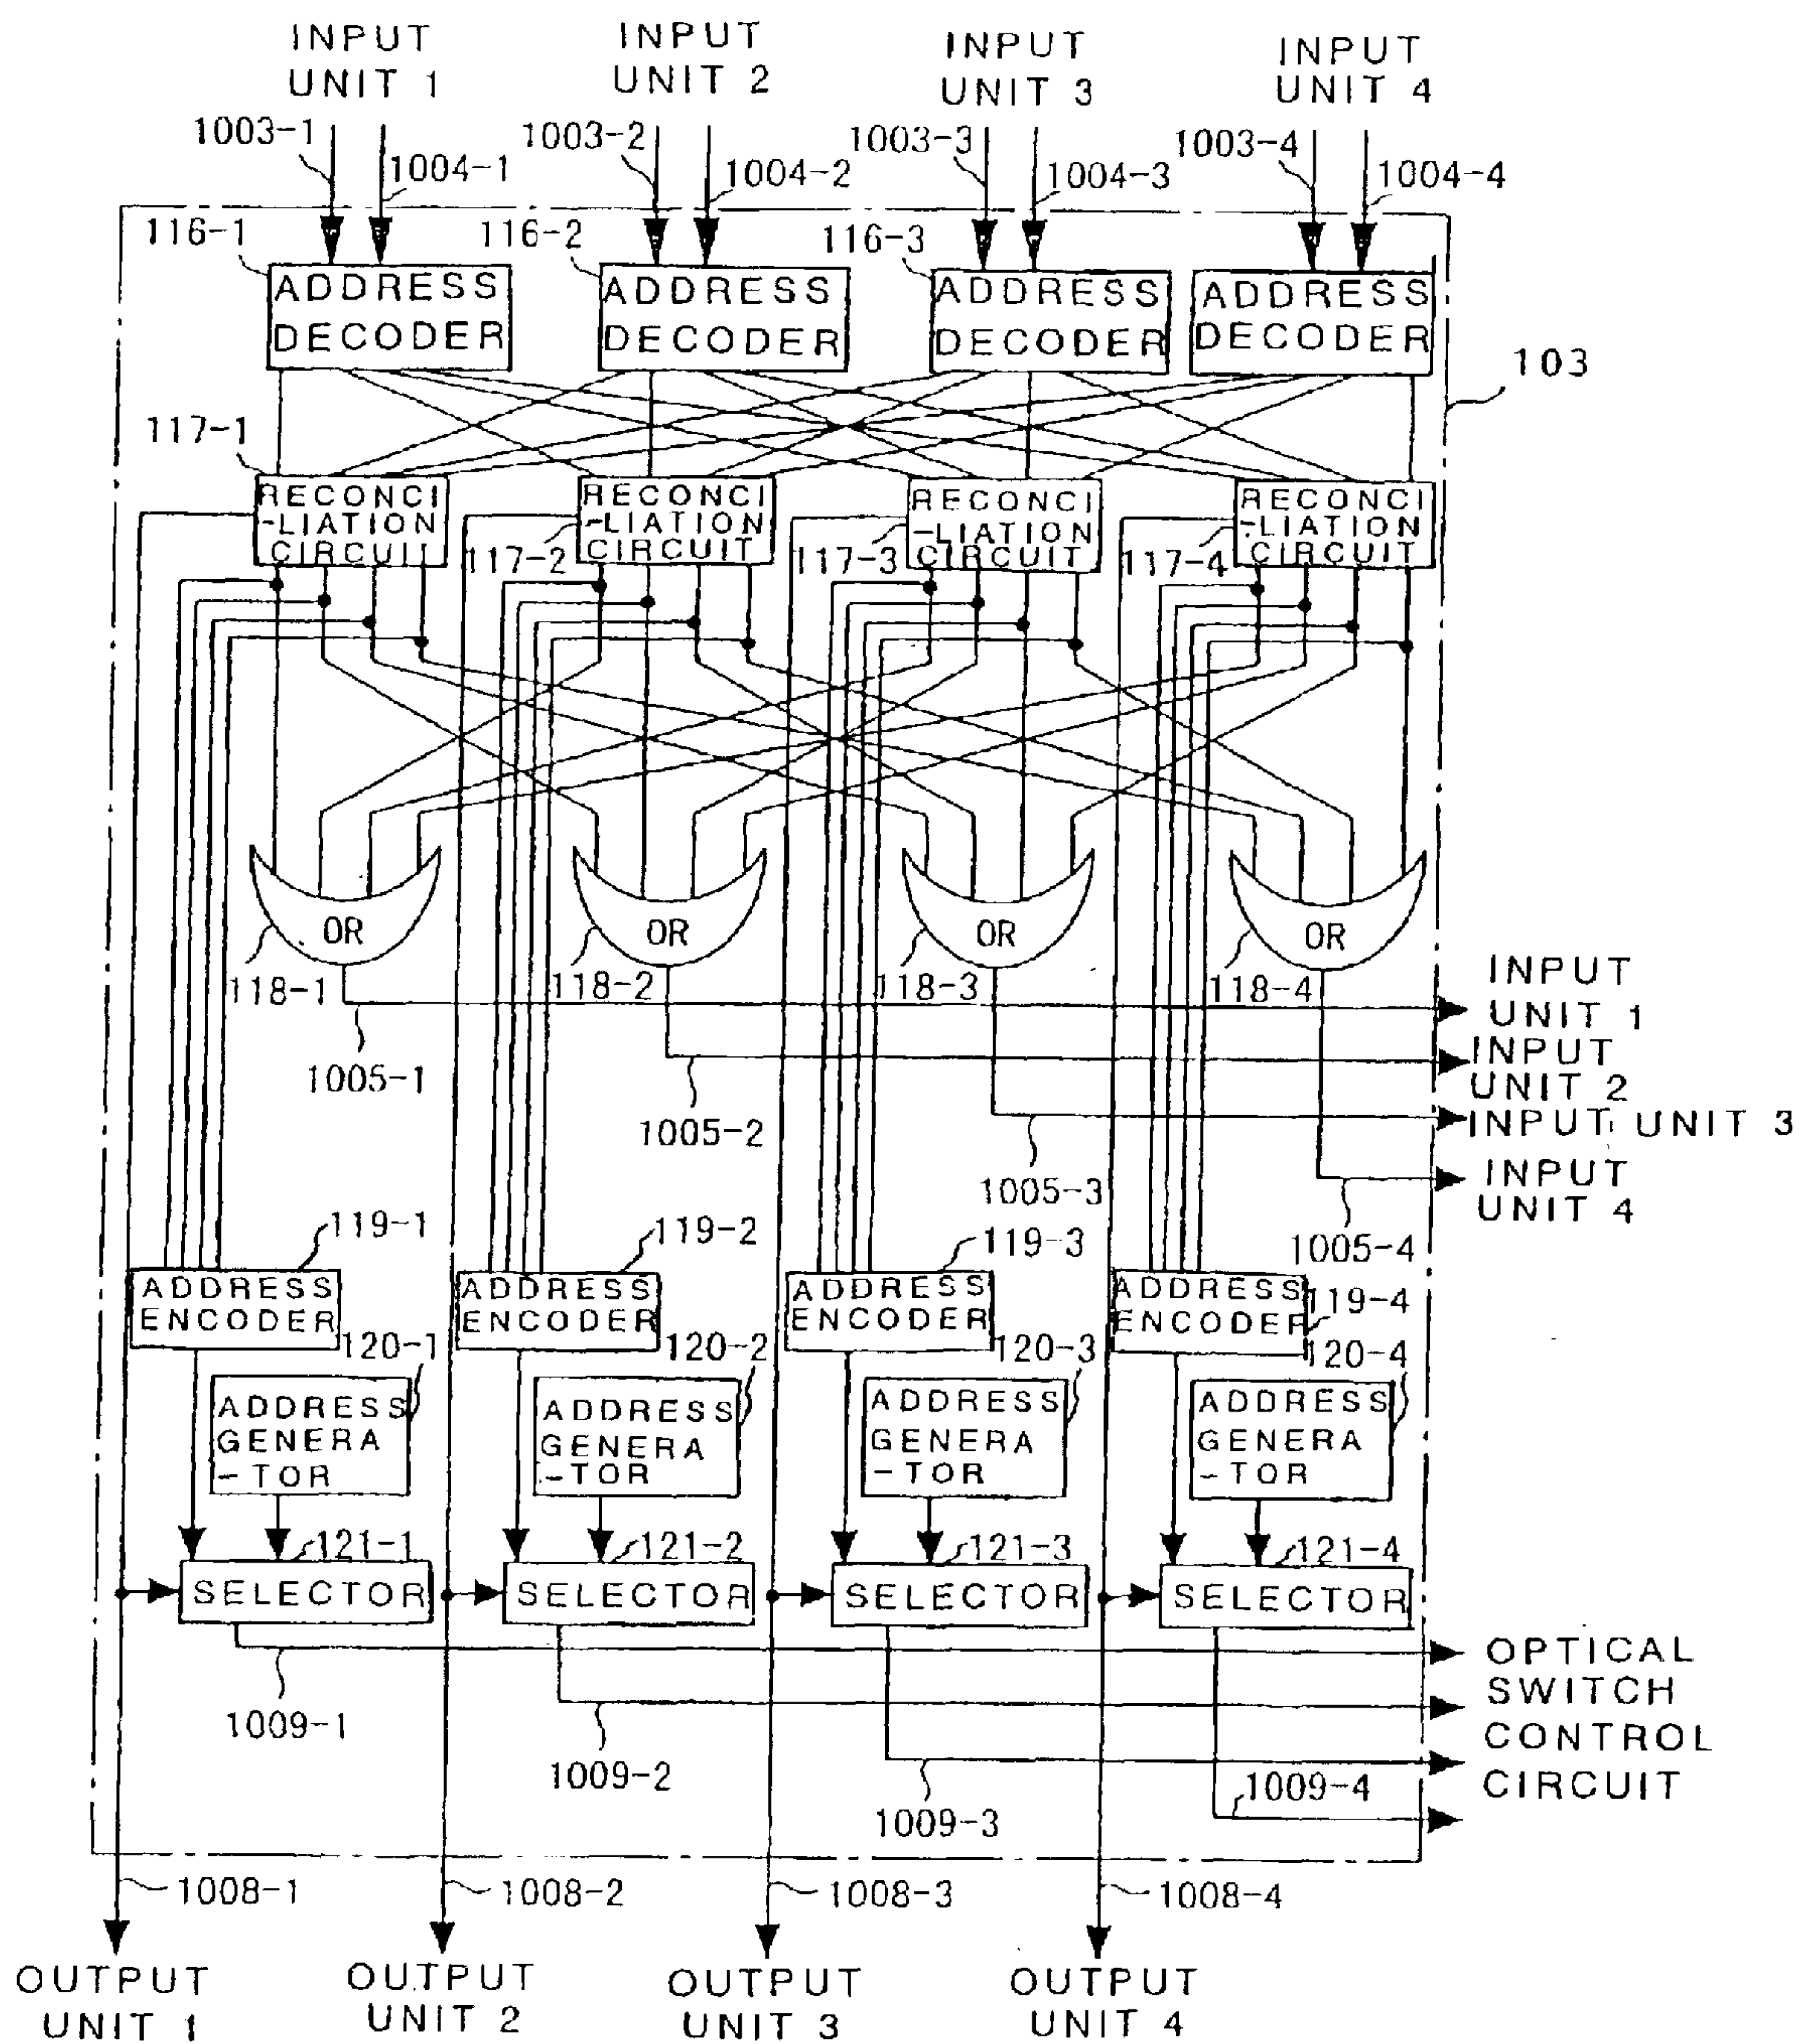 INPUT
UNIT 1
INPUT
UNIT 2
INPUT
UNIT 3
INPUT
UNIT 4
1003-1
1004-1
1003-2
1004-2
1003-3
1004-3
1003-4
1004-4
116-1
116-2
116-3
ADDRESS
DECODER
ADDRESS
DECODER
ADDRESS
DECODER
ADDRESS
DECODER
103
117-1
RECONCI
-LIATION
CIRCUIT
117-2
RECONCI
-LIATION
CIRCUIT
117-3
RECONCI
-LIATION
CIRCUIT
117-4
RECONCI
-LIATION
CIRCUIT
OR
OR
OR
OR
118-1
118-2
118-3
118-4
INPUT
UNIT 1
INPUT
UNIT 2
INPUT UNIT 3
INPUT
UNIT 4
1005-1
1005-2
1005-3
1005-4
119-1
119-2
119-3
119-4
ADDRESS
ENCODER
ADDRESS
ENCODER
ADDRESS
ENCODER
ADDRESS
ENCODER
120-1
120-2
120-3
120-4
ADDRESS
GENERA
-TOR
ADDRESS
GENERA
-TOR
ADDRESS
GENERA
-TOR
ADDRESS
GENERA
-TOR
121-1
121-2
121-3
121-4
SELECTOR
SELECTOR
SELECTOR
SELECTOR
OPTICAL
SWITCH
CONTROL
CIRCUIT
1009-1
1009-2
1009-3
1009-4
1008-1
1008-2
1008-3
1008-4
OUTPUT
UNIT 1
OUTPUT
UNIT 2
OUTPUT
UNIT 3
OUTPUT
UNIT 4